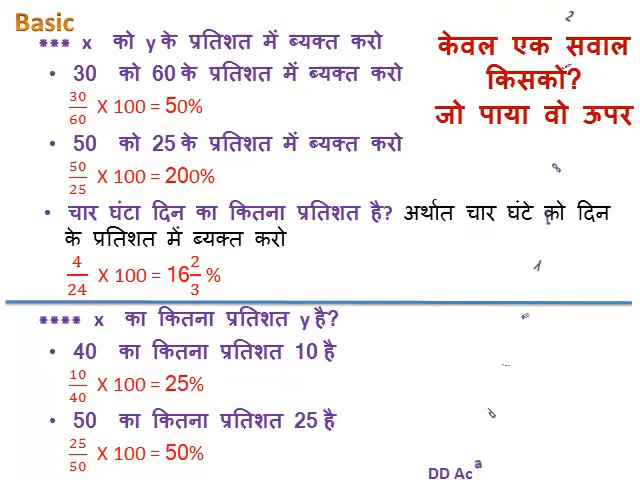 Basic
*** x को y के प्रतिशत में ब्यक्त करो
• 30 को 60 के प्रतिशत में ब्यक्त करो
30/60 X 100 = 50%
• 50 को 25 के प्रतिशत में ब्यक्त करो
50/25 X 100 = 200%
• चार घंटा दिन का कितना प्रतिशत है? अर्थात चार घंटे को दिन
के प्रतिशत में ब्यक्त करो
4/24 X 100 = 16 2/3 %
केवल एक सवाल
किसको?
जो पाया वो ऊपर
**** x का कितना प्रतिशत y है?
• 40 का कितना प्रतिशत 10 है
10/40 X 100 = 25%
• 50 का कितना प्रतिशत 25 है
25/50 X 100 = 50%
DD Ac a